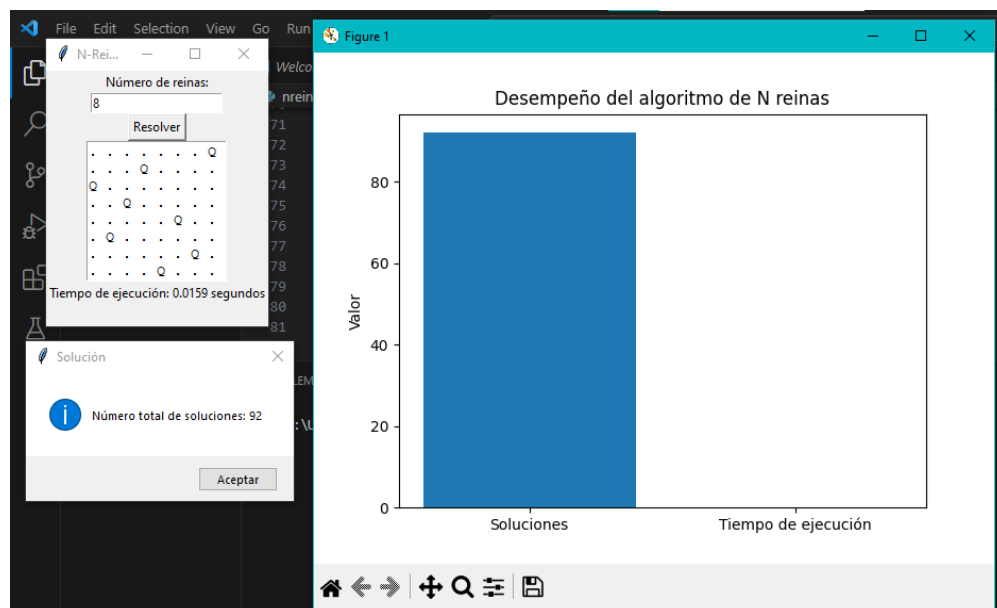 File Edit Selection View Go Run
N-Rei...
Número de reinas:
8
Resolver
. . . . . . . Q
. . . Q . . . .
Q . . . . . . .
. . Q . . . . .
. . . . . Q . .
. Q . . . . . .
. . . . . . Q .
. . . . Q . . .
Tiempo de ejecución: 0.0159 segundos
Welco
nrein
71
72
73
74
75
76
77
78
79
80
81
Solución
Número total de soluciones: 92
Aceptar
LEM
:\U
Figure 1
Desempeño del algoritmo de N reinas
Valor
80
60
40
20
0
Soluciones Tiempo de ejecución